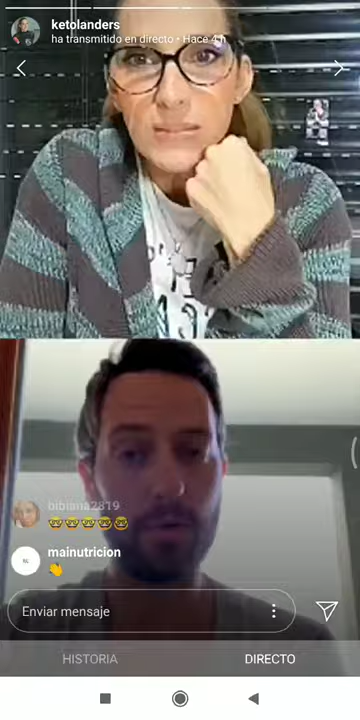 ketolanders
ha transmitido en directo • Hace 4 h
bibiana2819
mainutricion
Enviar mensaje
HISTORIA
DIRECTO